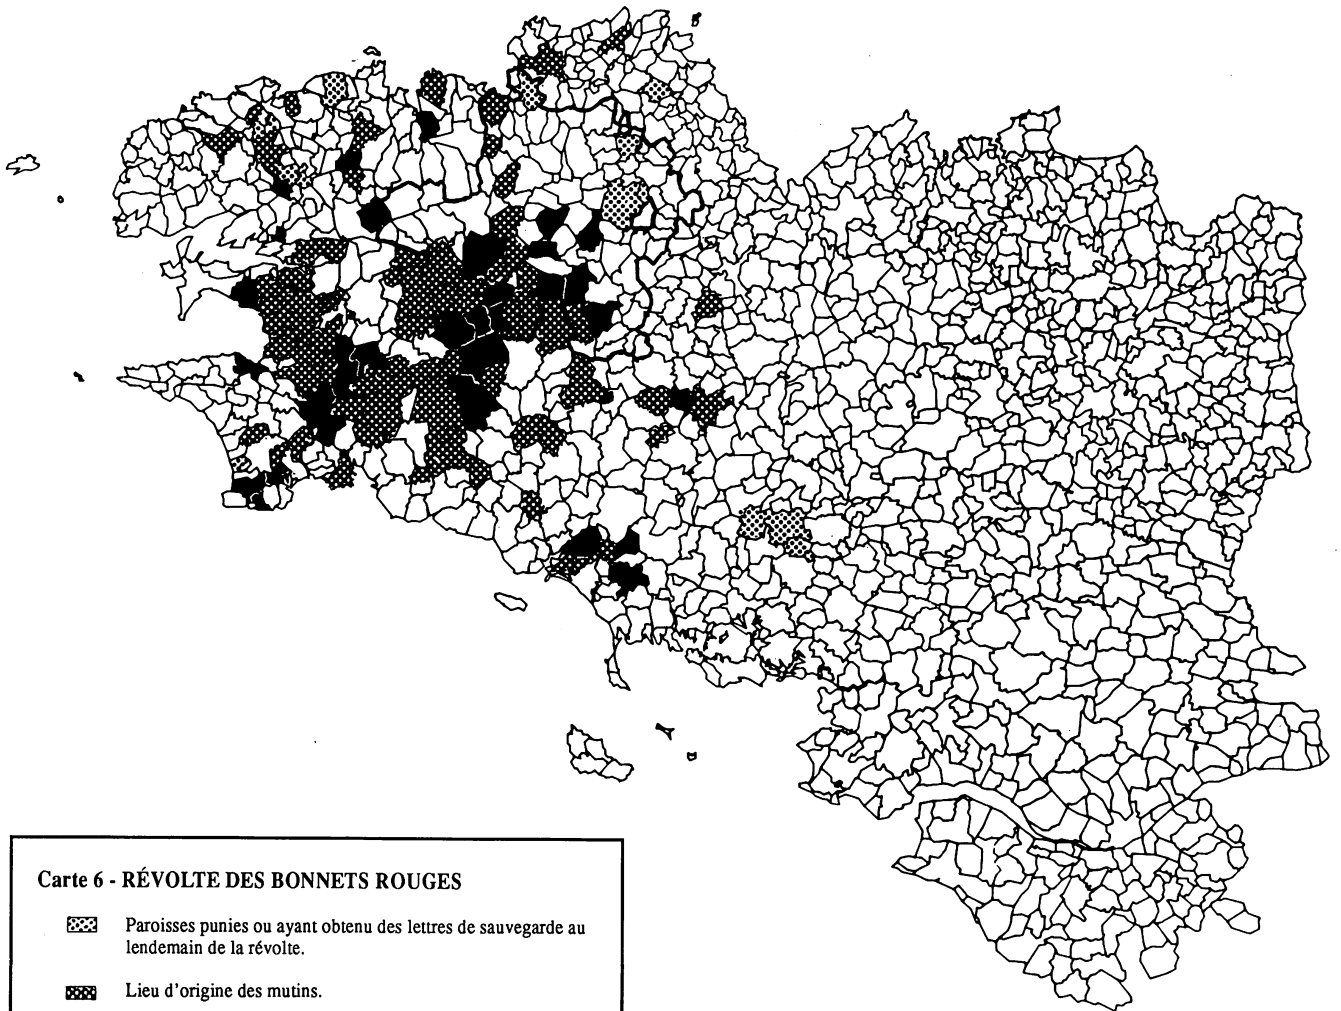 Carte 6 - RÉVOLTE DES BONNETS ROUGES
Paroisses punies ou ayant obtenu des lettres de sauvegarde au
lendemain de la révolte.
Lieu d'origine des mutins.